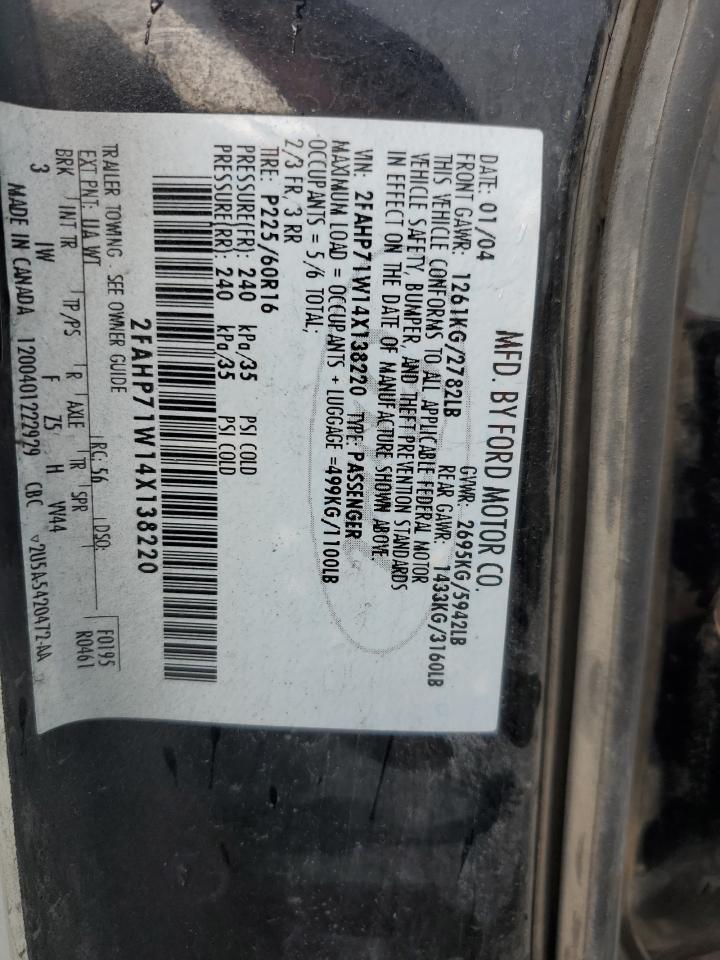 MFD. BY FORD MOTOR CO.
DATE: 01/04 GVWR: 2695KG/5942LB
FRONT GAWR: 1261KG/2782LB REAR GAWR: 1433KG/3160LB
THIS VEHICLE CONFORMS TO ALL APPLICABLE FEDERAL MOTOR
VEHICLE SAFETY, BUMPER, AND THEFT PREVENTION STANDARDS
IN EFFECT ON THE DATE OF MANUFACTURE SHOWN ABOVE.
VIN: 2FAHP71W14X138220 TYPE: PASSENGER
MAXIMUM LOAD = OCCUPANTS + LUGGAGE =499KG/1100LB
OCCUPANTS = 5/6 TOTAL;
2/3 FR, 3 RR
TIRE: P225/60R16
PRESSURE(FR): 240 kPa/35 PSI COLD
PRESSURE(RR): 240 kPa/35 PSI COLD
2FAHP71W14X138220
TRAILER TOWING - SEE OWNER GUIDE
EXT PNT: UA WT RC: 56 DSO: F0195
BRK INT TR TP/PS R AXLE TR SPR R0461
3 IW F Z5 H VV44
MADE IN CANADA 1200401222929 CBC 2U5A-5420472-AA